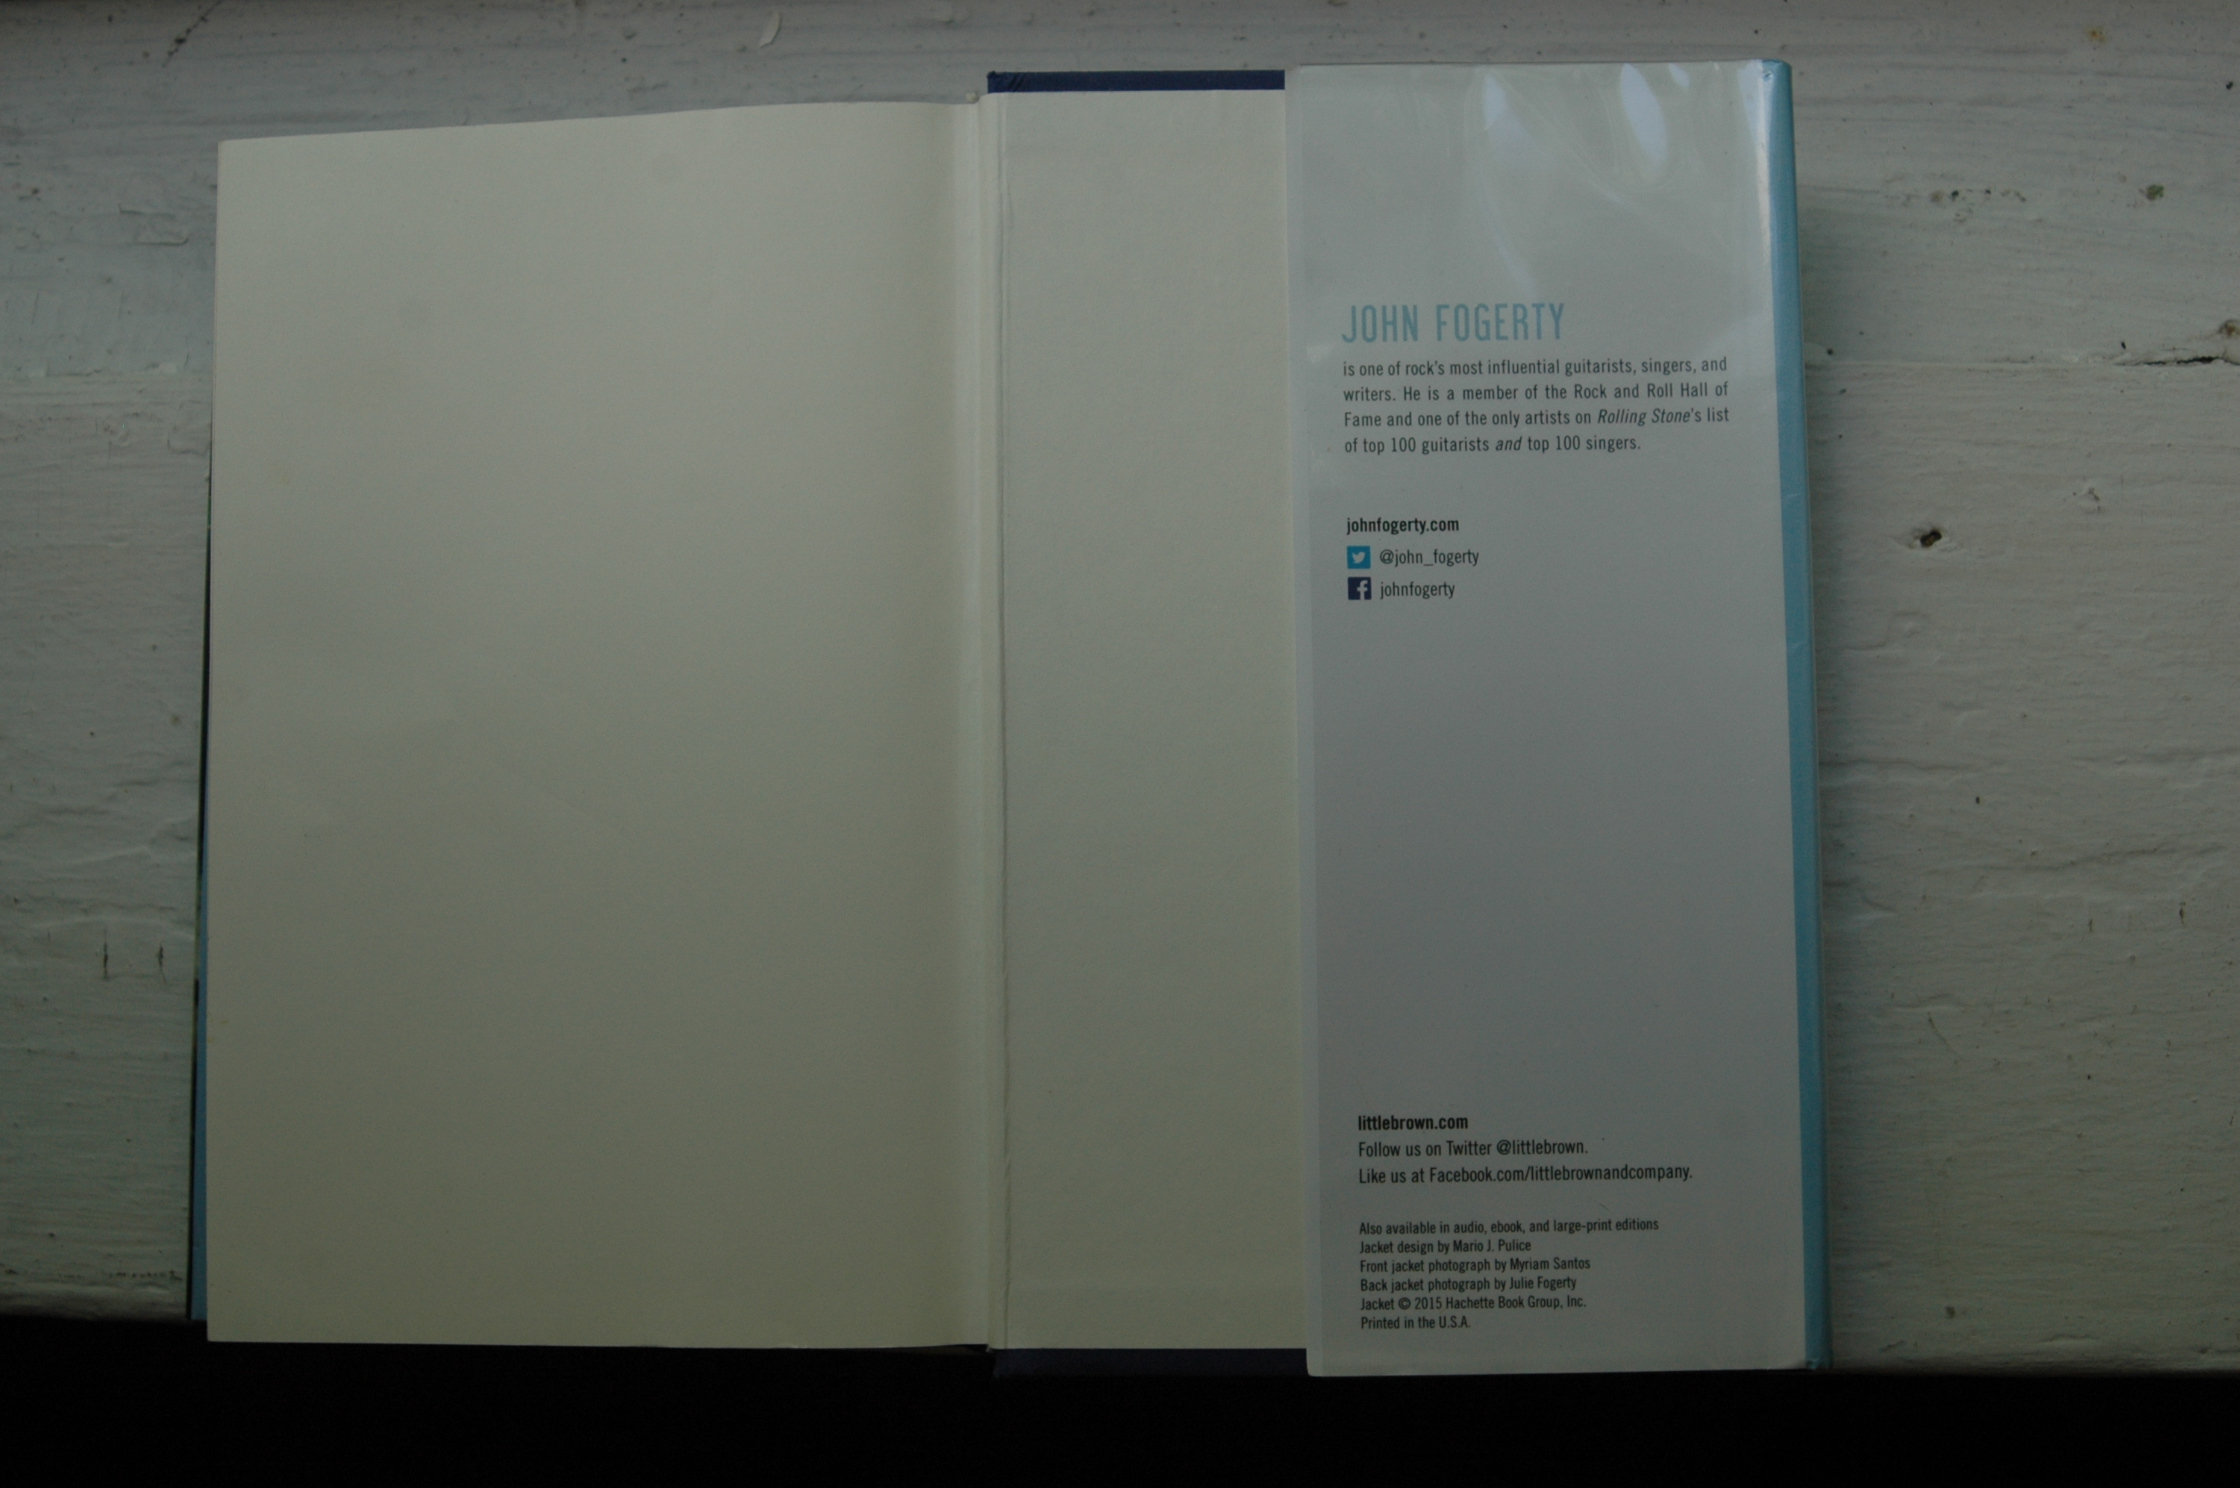 JOHN FOGERTY
is one of rock's most influential guitarists, singers, and
writers. He is a member of the Rock and Roll Hall of
Fame and one of the only artists on Rolling Stone's list
of top 100 guitarists and top 100 singers.
johnfogerty.com
@john_fogerty
johnfogerty
littlebrown.com
Follow us on Twitter @littlebrown.
Like us at Facebook.com/littlebrownandcompany.
Also available in audio, ebook, and large-print editions
Jacket design by Mario J. Pulice
Front jacket photograph by Myriam Santos
Back jacket photograph by Julie Fogerty
Jacket © 2015 Hachette Book Group, Inc.
Printed in the U.S.A.